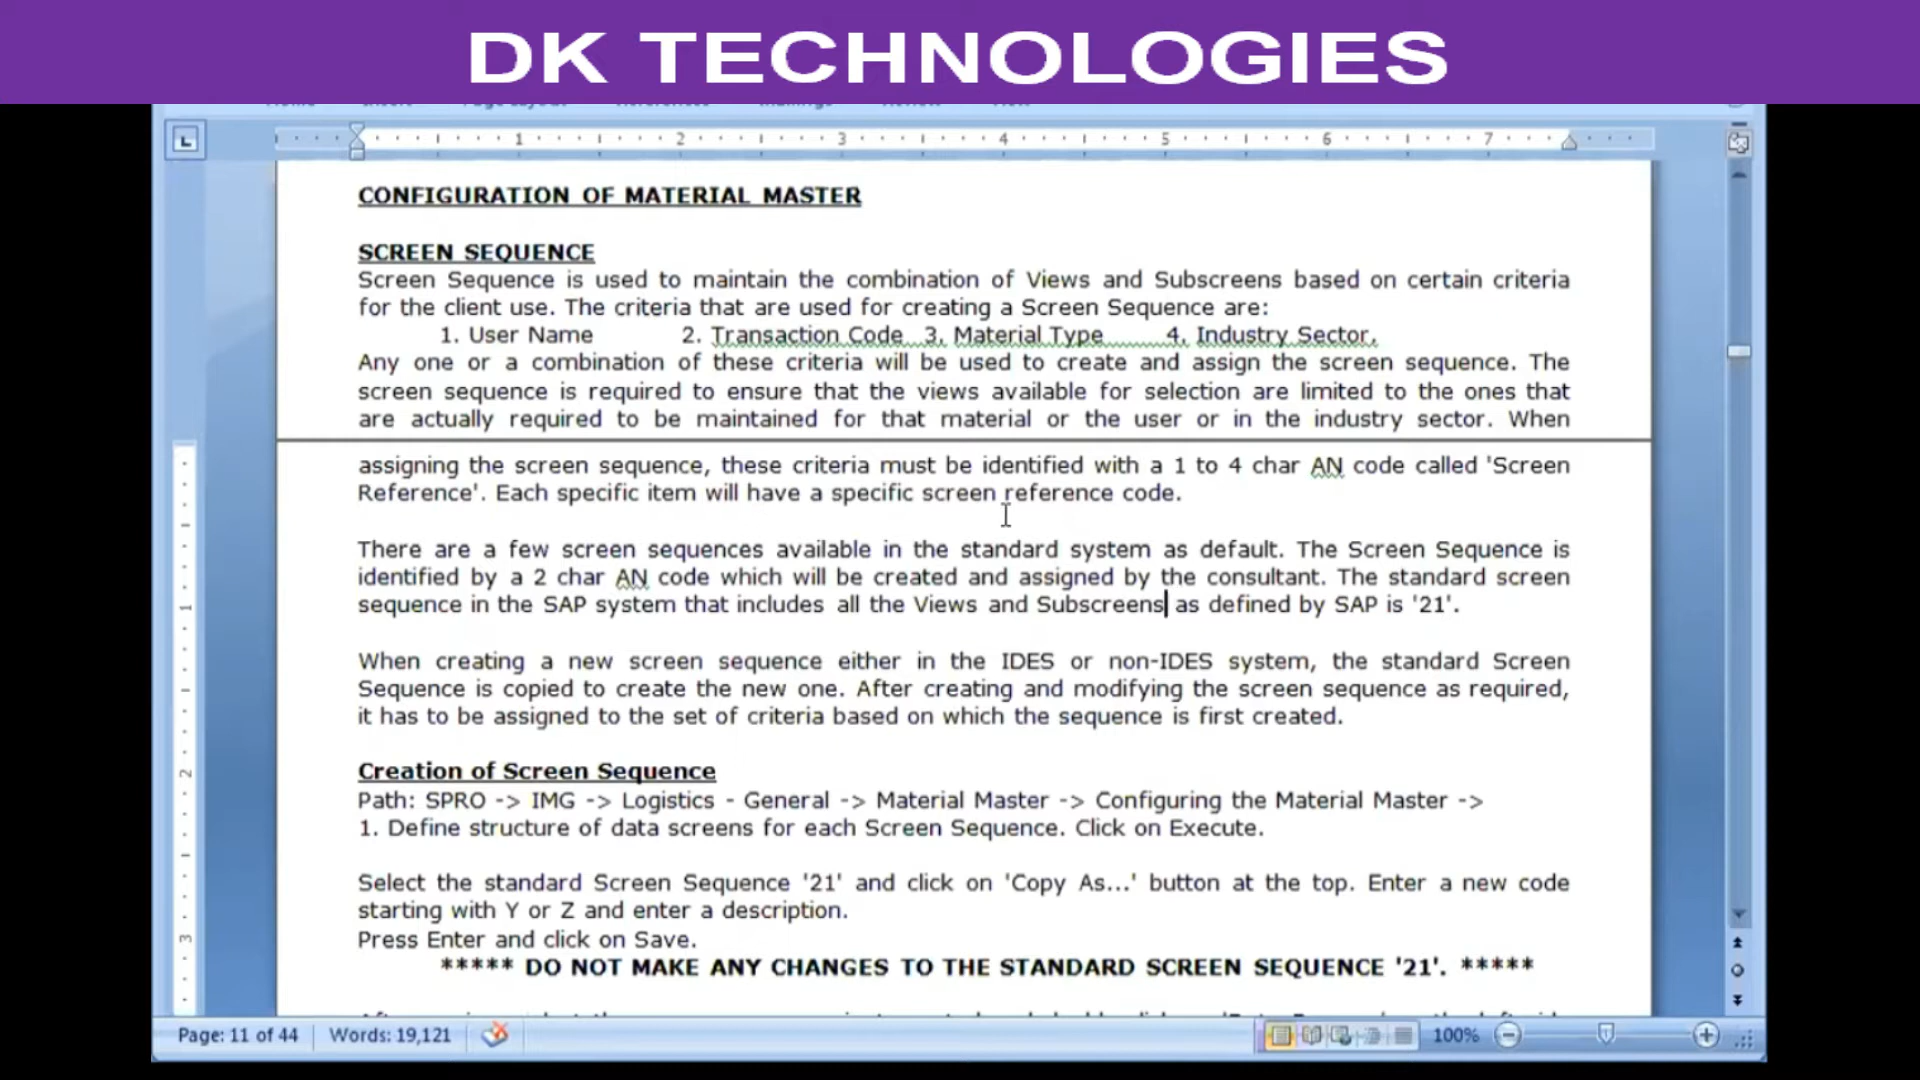 DK TECHNOLOGIES
1 2 3 4 5 6 7
CONFIGURATION OF MATERIAL MASTER
SCREEN SEQUENCE
Screen Sequence is used to maintain the combination of Views and Subscreens based on certain criteria
for the client use. The criteria that are used for creating a Screen Sequence are:
1. User Name 2. Transaction Code 3. Material Type 4. Industry Sector.
Any one or a combination of these criteria will be used to create and assign the screen sequence. The
screen sequence is required to ensure that the views available for selection are limited to the ones that
are actually required to be maintained for that material or the user or in the industry sector. When
assigning the screen sequence, these criteria must be identified with a 1 to 4 char AN code called 'Screen
Reference'. Each specific item will have a specific screen reference code.
There are a few screen sequences available in the standard system as default. The Screen Sequence is
identified by a 2 char AN code which will be created and assigned by the consultant. The standard screen
sequence in the SAP system that includes all the Views and Subscreens as defined by SAP is '21'.
When creating a new screen sequence either in the IDES or non-IDES system, the standard Screen
Sequence is copied to create the new one. After creating and modifying the screen sequence as required,
it has to be assigned to the set of criteria based on which the sequence is first created.
Creation of Screen Sequence
Path: SPRO -> IMG -> Logistics - General -> Material Master -> Configuring the Material Master ->
1. Define structure of data screens for each Screen Sequence. Click on Execute.
Select the standard Screen Sequence '21' and click on 'Copy As...' button at the top. Enter a new code
starting with Y or Z and enter a description.
Press Enter and click on Save.
***** DO NOT MAKE ANY CHANGES TO THE STANDARD SCREEN SEQUENCE '21'. *****
1
2
3
Page: 11 of 44 Words: 19,121 100%